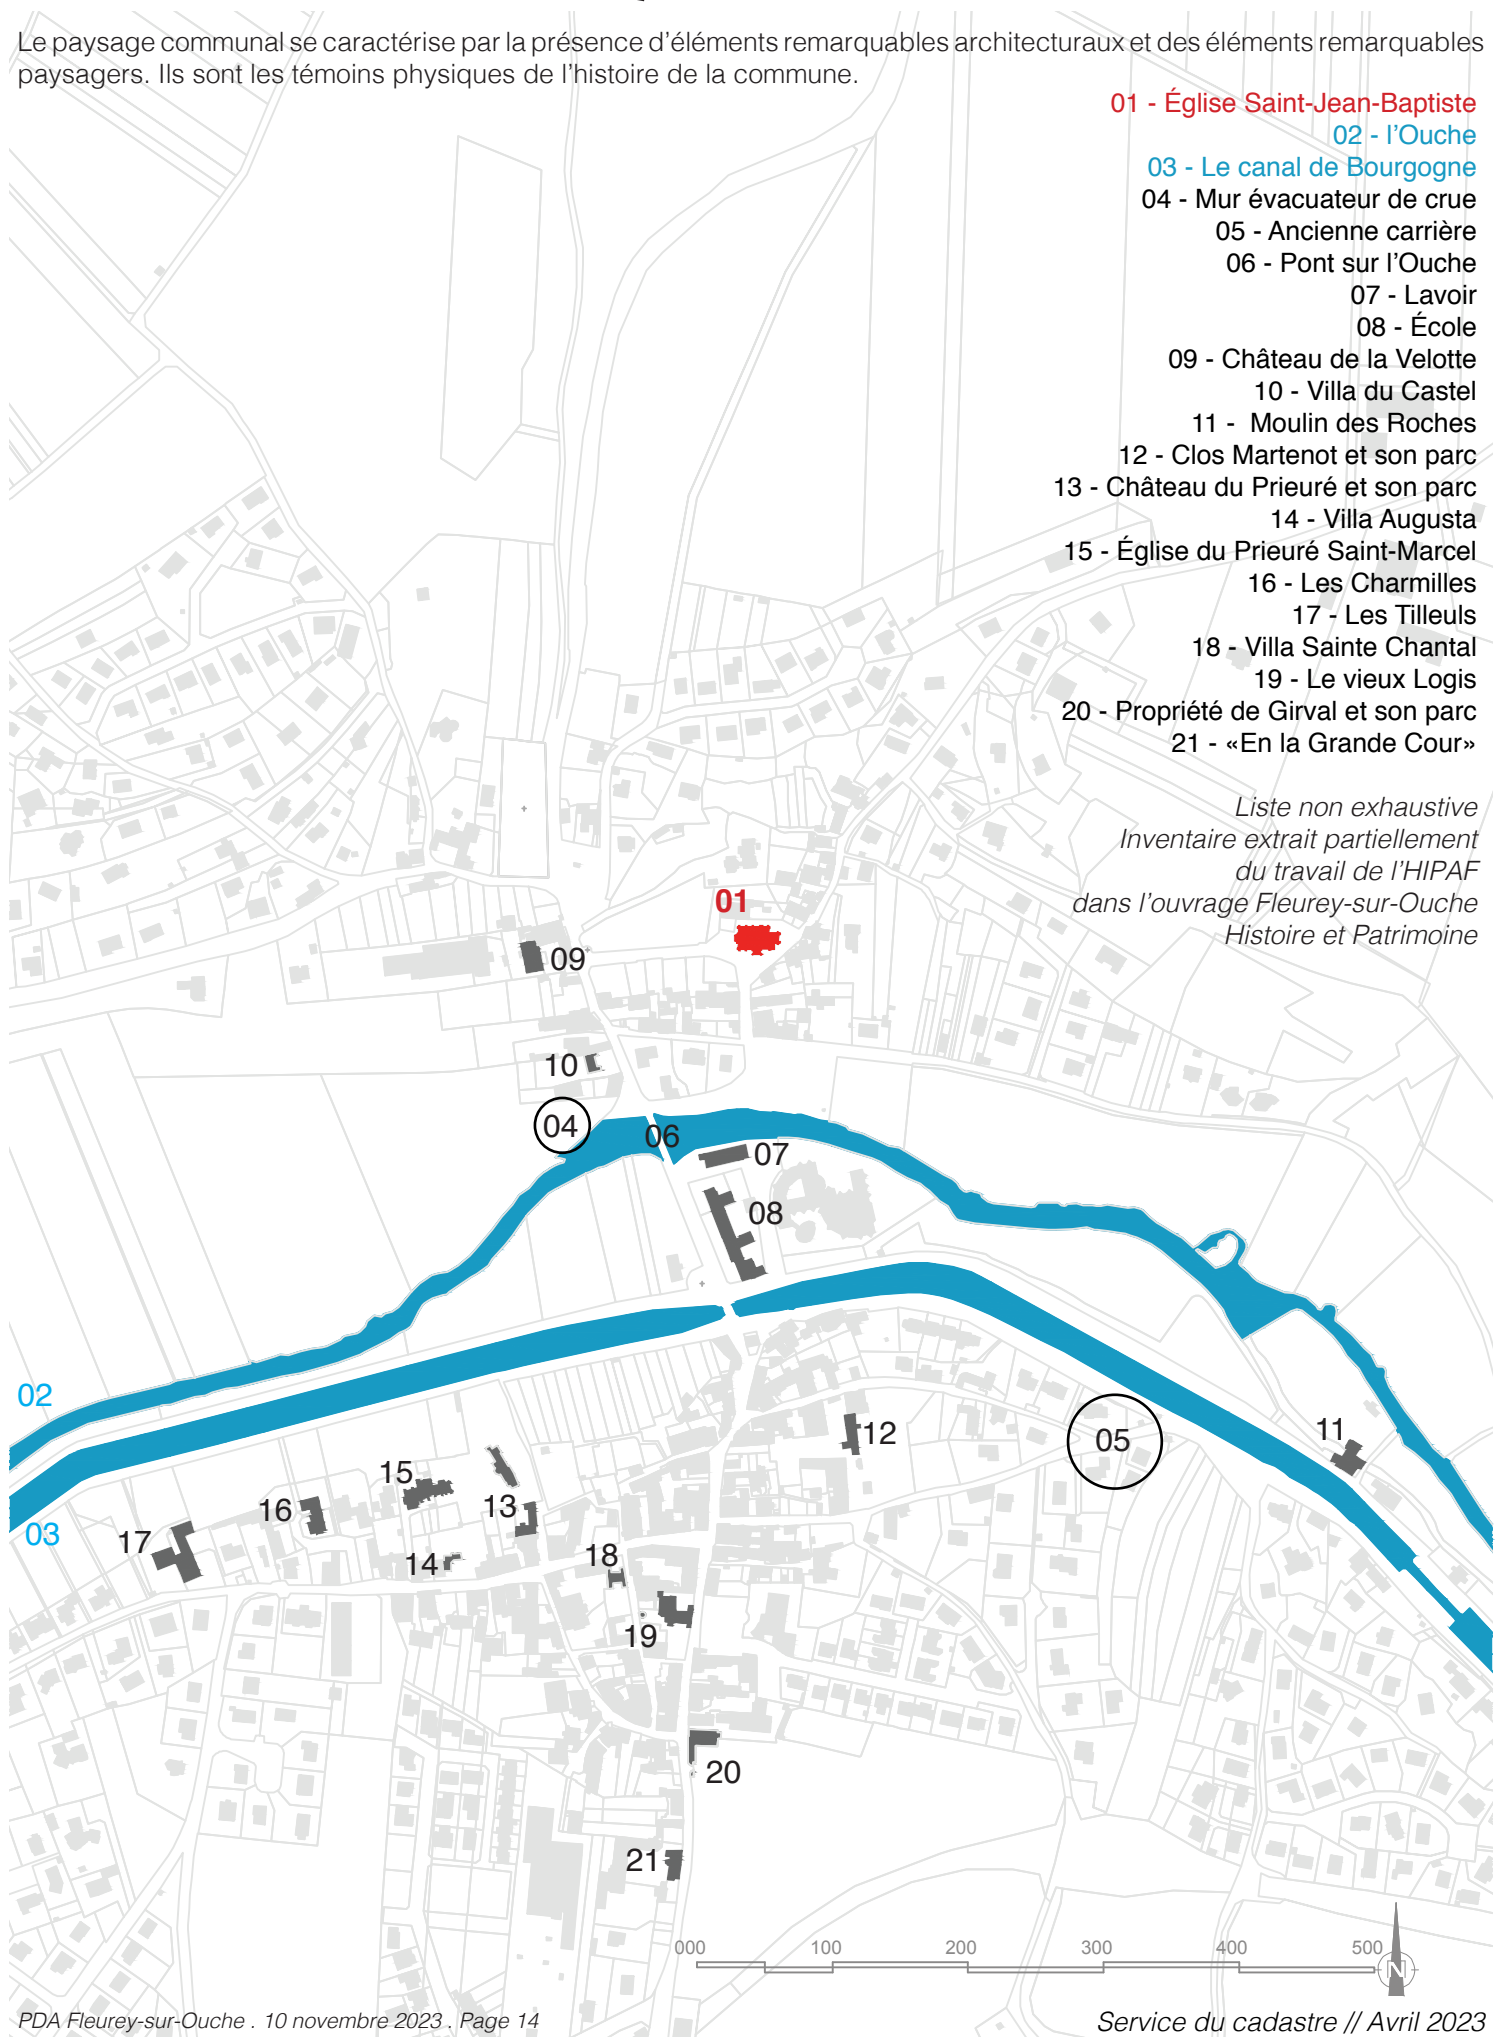 Le paysage communal se caractérise par la présence d'éléments remarquables architecturaux et des éléments remarquables
paysagers. Ils sont les témoins physiques de l'histoire de la commune.
01 - Église Saint-Jean-Baptiste
02 - l'Ouche
03 - Le canal de Bourgogne
04 - Mur évacuateur de crue
05 - Ancienne carrière
06 - Pont sur l'Ouche
07 - Lavoir
08 - École
09 - Château de la Velotte
10 - Villa du Castel
11 - Moulin des Roches
12 - Clos Martenot et son parc
13 - Château du Prieuré et son parc
14 - Villa Augusta
15 - Église du Prieuré Saint-Marcel
16 - Les Charmilles
17 - Les Tilleuls
18 - Villa Sainte Chantal
19 - Le vieux Logis
20 - Propriété de Girval et son parc
21 - «En la Grande Cour»
Liste non exhaustive
Inventaire extrait partiellement
du travail de l'HIPAF
dans l'ouvrage Fleurey-sur-Ouche
Histoire et Patrimoine
01
09
10
04
06
07
08
02
12
05
11
15
16
13
03
17
14
18
19
20
21
000 100 200 300 400 500
N
PDA Fleurey-sur-Ouche . 10 novembre 2023 . Page 14
Service du cadastre // Avril 2023